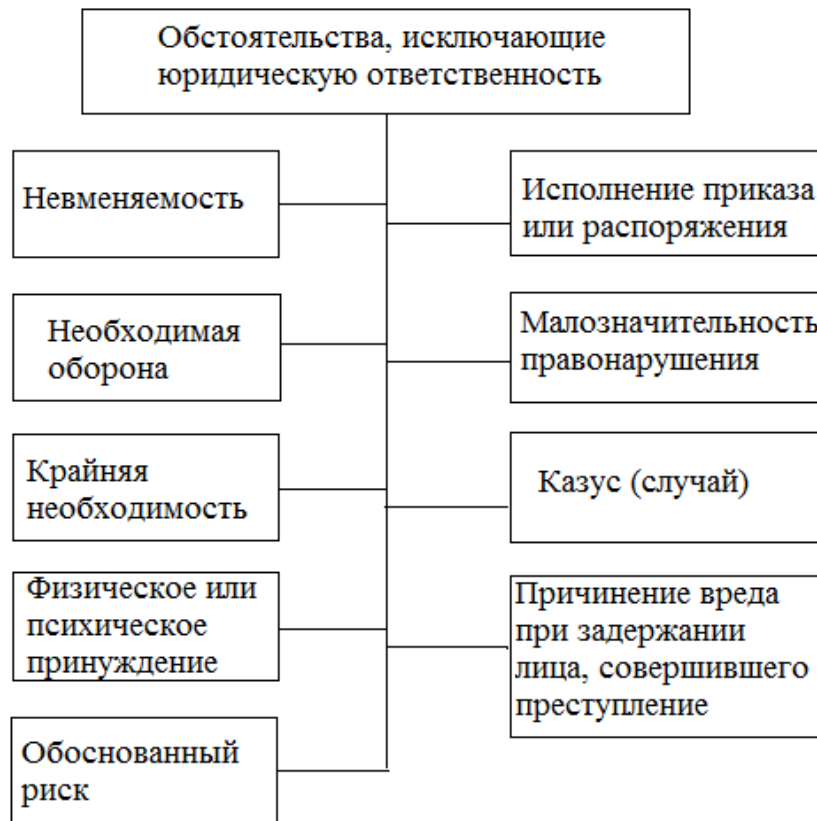 Обстоятельства, исключающие
юридическую ответственность
Невменяемость
Необходимая
оборона
Крайняя
необходимость
Физическое или
психическое
принуждение
Обоснованный
риск
Исполнение приказа
или распоряжения
Малозначительность
правонарушения
Казус (случай)
Причинение вреда
при задержании
лица, совершившего
преступление